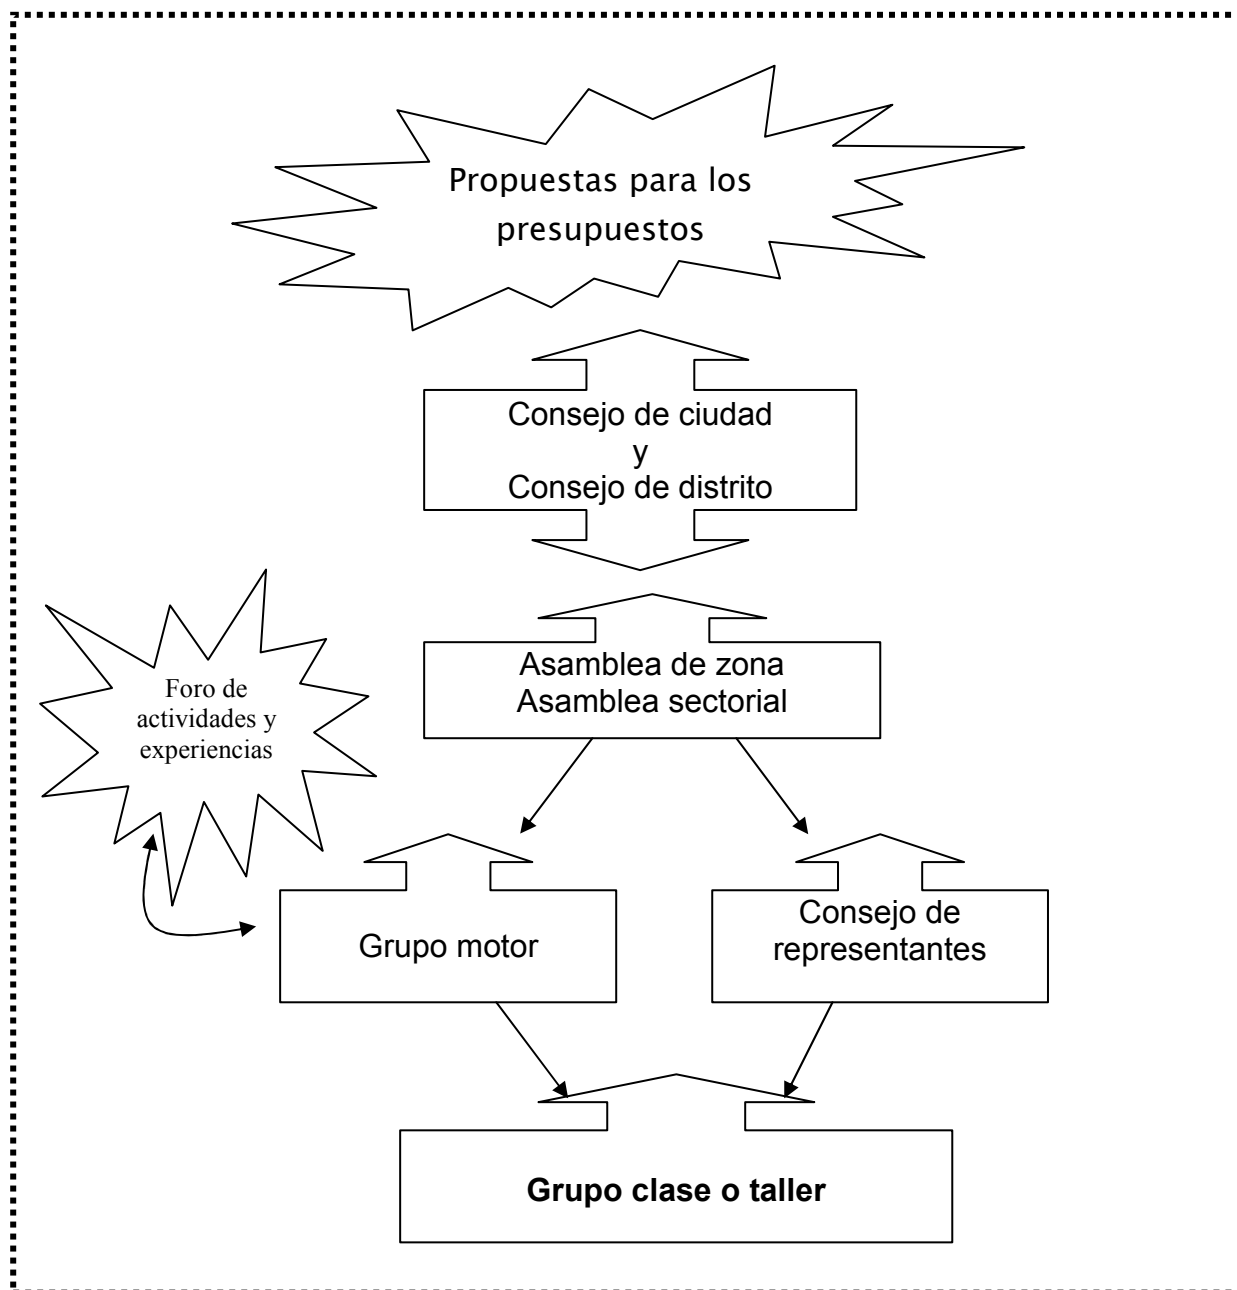 Propuestas para los
presupuestos
Consejo de ciudad
y
Consejo de distrito
Asamblea de zona
Asamblea sectorial
Foro de
actividades y
experiencias
Grupo motor
Consejo de
representantes
Grupo clase o taller